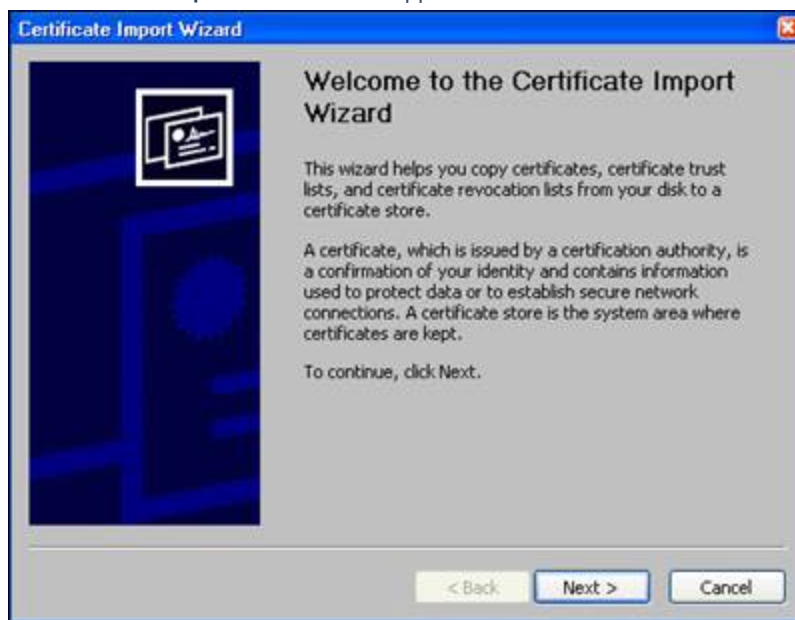 Certificate Import Wizard
Welcome to the Certificate Import
Wizard
This wizard helps you copy certificates, certificate trust
lists, and certificate revocation lists from your disk to a
certificate store.
A certificate, which is issued by a certification authority, is
a confirmation of your identity and contains information
used to protect data or to establish secure network
connections. A certificate store is the system area where
certificates are kept.
To continue, click Next.
< Back Next > Cancel